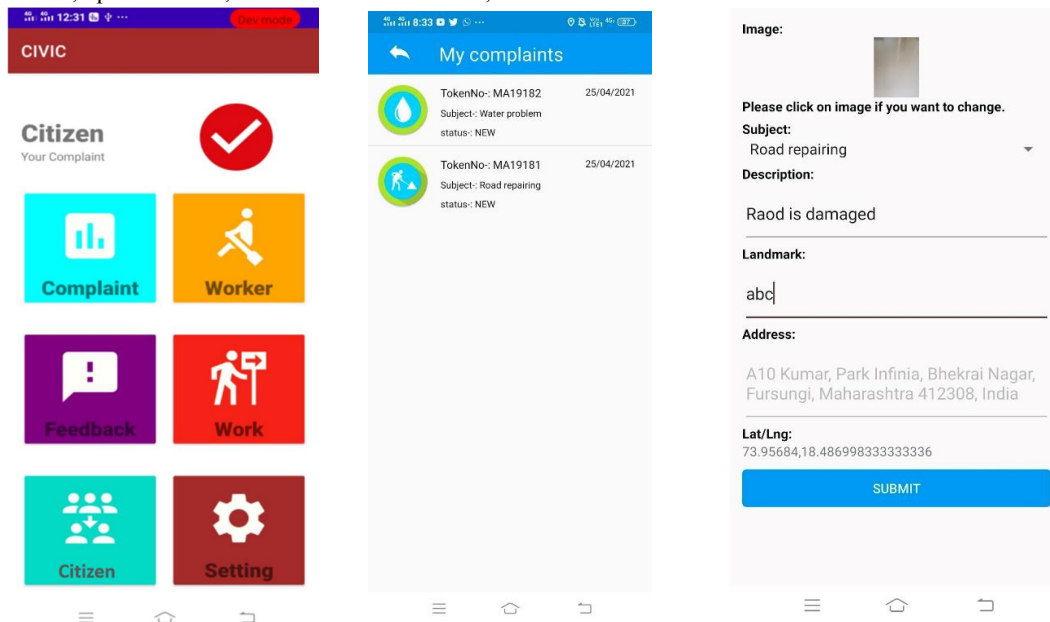 12:31
Dev mode
CIVIC
Citizen
Your Complaint
Complaint
Worker
Feedback
Work
Citizen
Setting
8:33
My complaints
TokenNo-: MA19182 25/04/2021
Subject-: Water problem
status-: NEW
TokenNo-: MA19181 25/04/2021
Subject-: Road repairing
status-: NEW
Image:
Please click on image if you want to change.
Subject:
Road repairing
Description:
Raod is damaged
Landmark:
abc
Address:
A10 Kumar, Park Infinia, Bhekrai Nagar,
Fursungi, Maharashtra 412308, India
Lat/Lng:
73.95684,18.486998333333336
SUBMIT